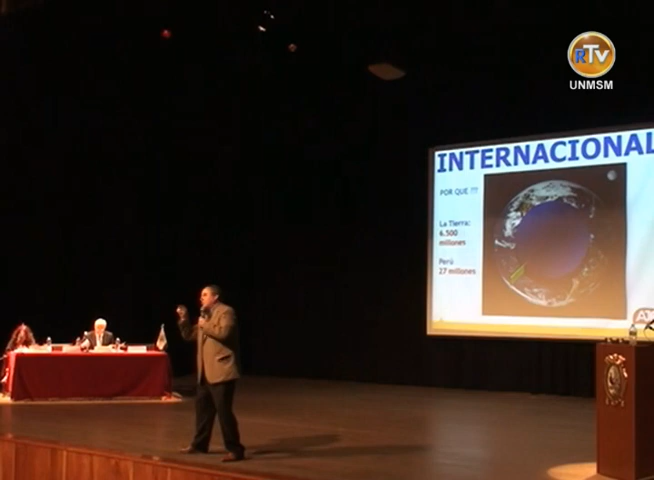 RTV
UNMSM
INTERNACIONAL
POR QUE ???
La Tierra:
6.500
millones
Perú
27 millones